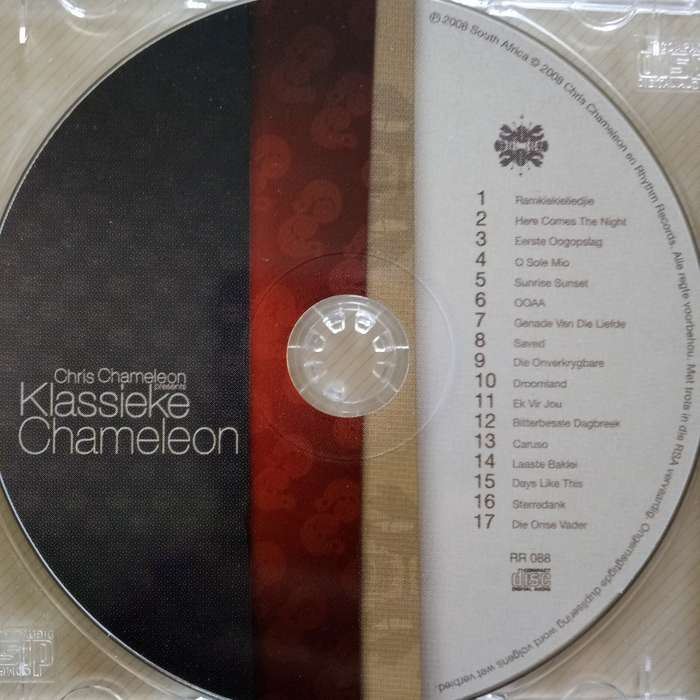 Chris Chameleon
presents
Klassieke
Chameleon
℗ 2008 South Africa © 2008 Chris Chameleon en Rhythm Records. Alle regte voorbehou. Met trots in die RSA vervaardig. Ongemagtigde duplisering word volgens wet verbied
1 Ramkiekieliedjie
2 Here Comes The Night
3 Eerste Oogopslag
4 O Sole Mio
5 Sunrise Sunset
6 OOAA
7 Genade Van Die Liefde
8 Saved
9 Die Onverkrygbare
10 Droomland
11 Ek Vir Jou
12 Bitterbessie Dagbreek
13 Caruso
14 Laaste Baklei
15 Days Like This
16 Sterredank
17 Die Onse Vader
RR 088
COMPACT
disc
DIGITAL AUDIO